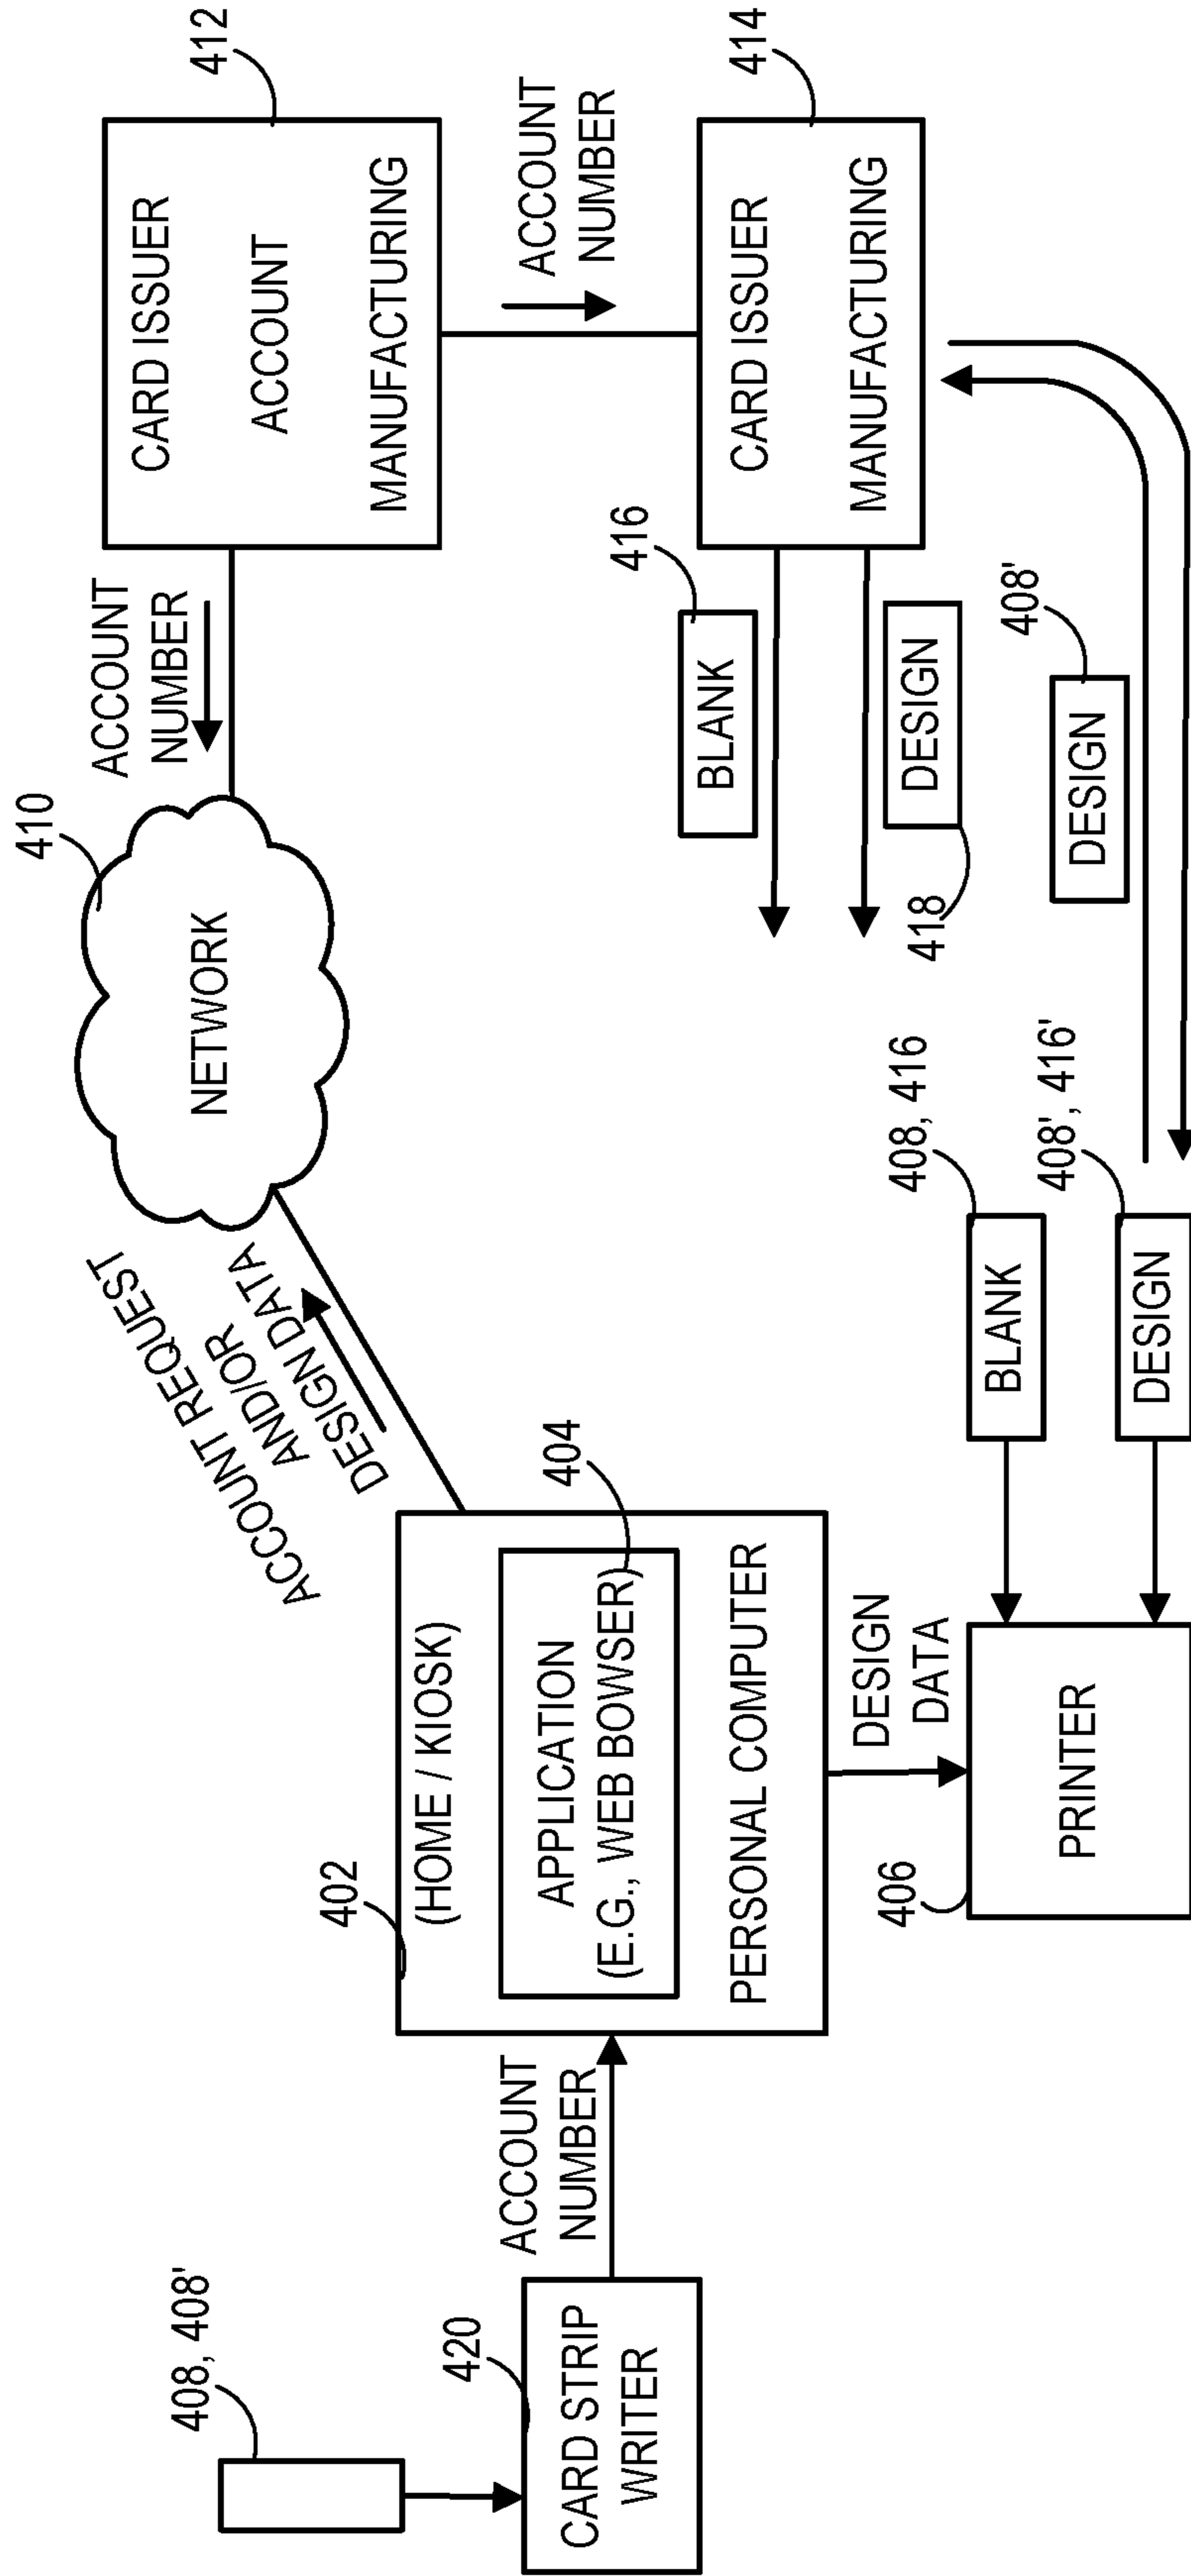 408, 408'
420
CARD STRIP
WRITER
ACCOUNT
NUMBER
402
(HOME / KIOSK)
APPLICATION
(E.G., WEB BOWSER)
404
PERSONAL COMPUTER
DESIGN
DATA
406
PRINTER
ACCOUNT REQUEST
AND/OR
DESIGN DATA
410
NETWORK
ACCOUNT
NUMBER
412
CARD ISSUER
ACCOUNT
MANUFACTURING
ACCOUNT
NUMBER
414
CARD ISSUER
MANUFACTURING
416
BLANK
DESIGN
418
408'
DESIGN
408, 416
BLANK
408', 416'
DESIGN